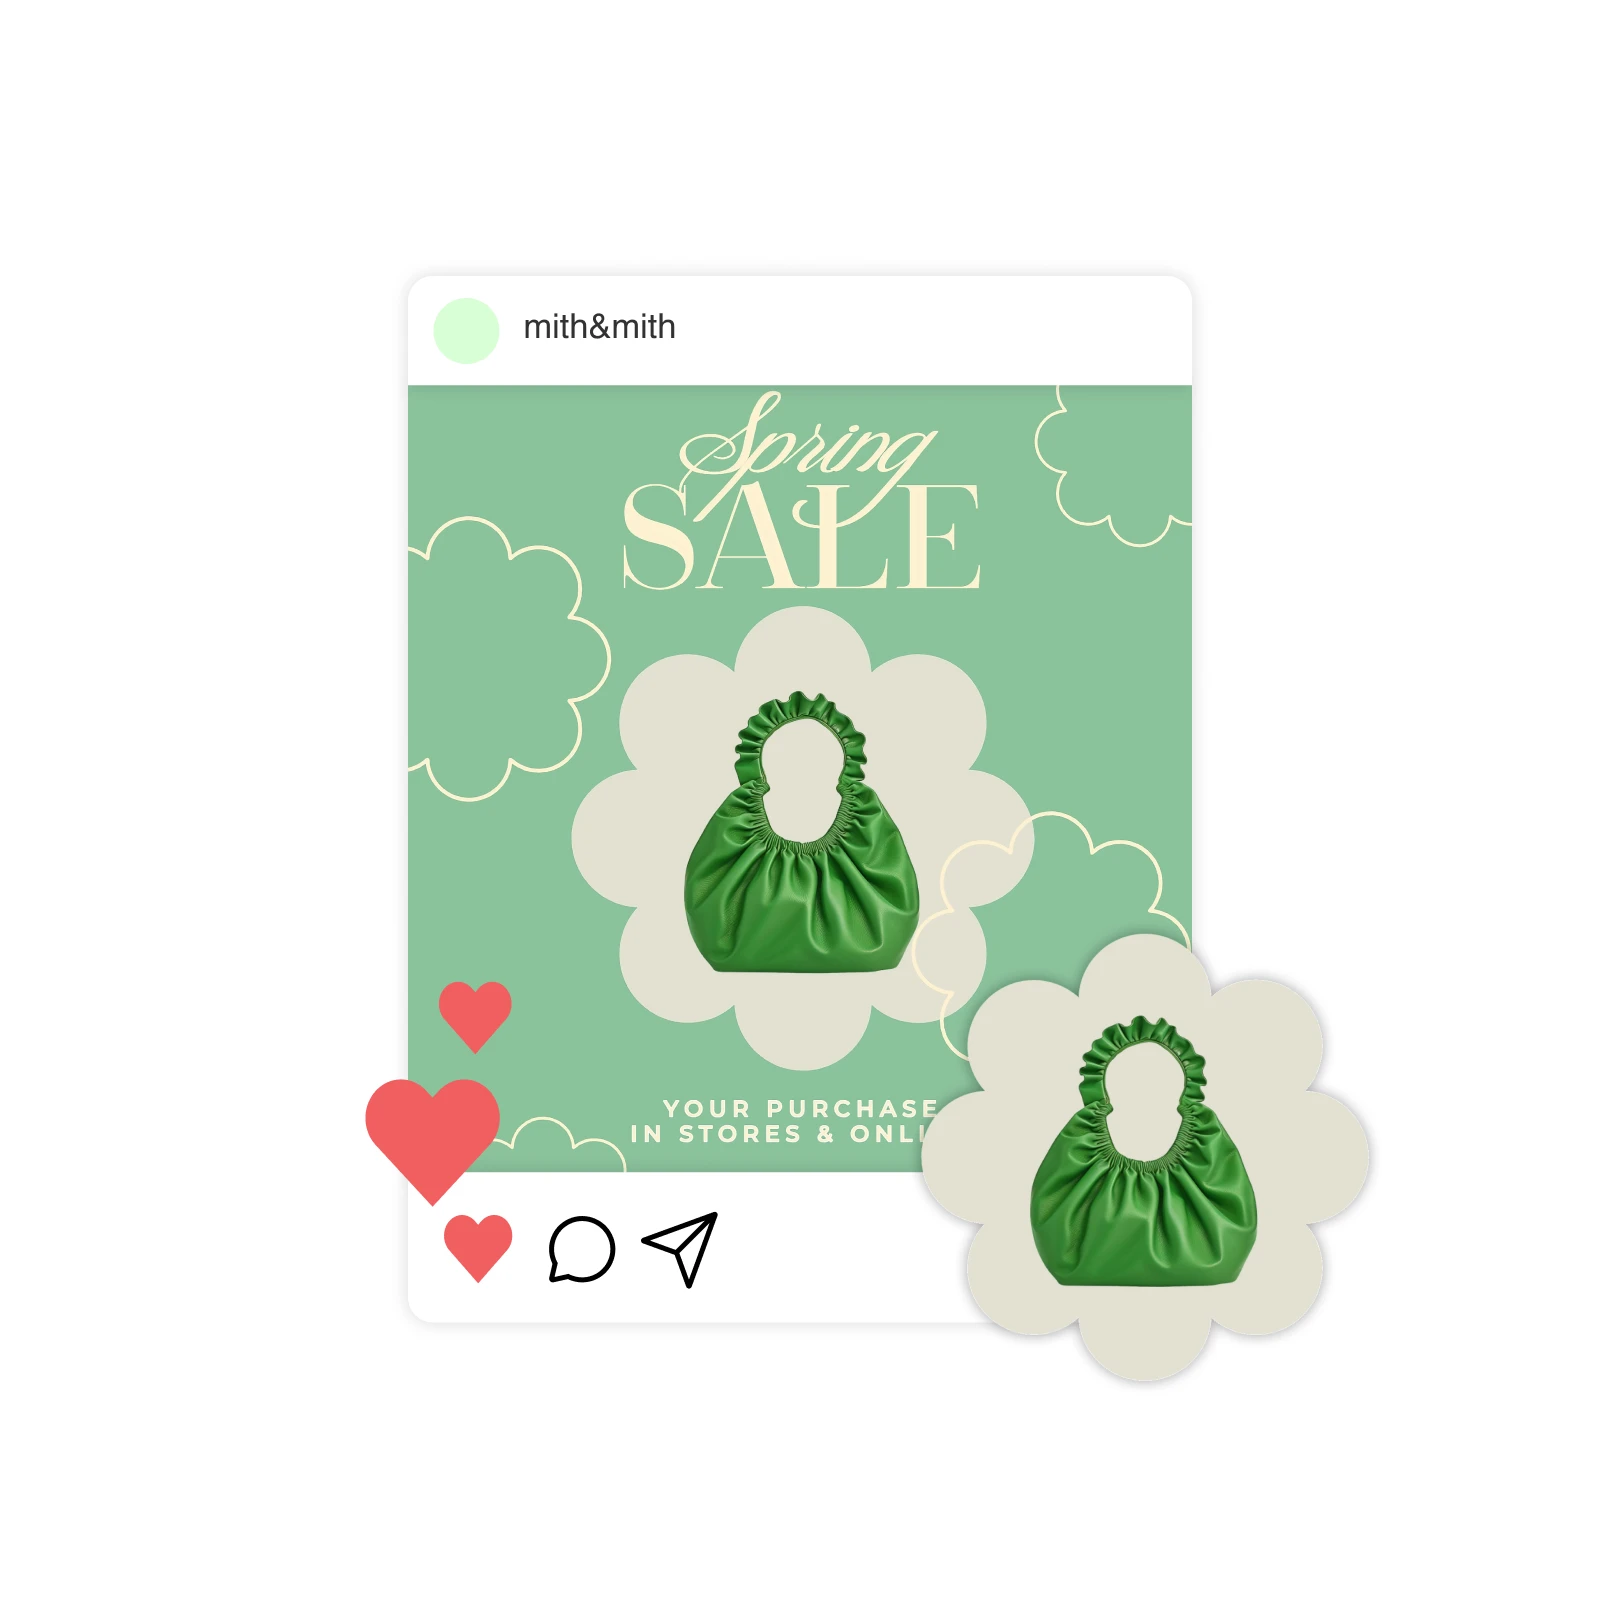 mith&mith
Spring
SALE
YOUR PURCHASE
IN STORES &